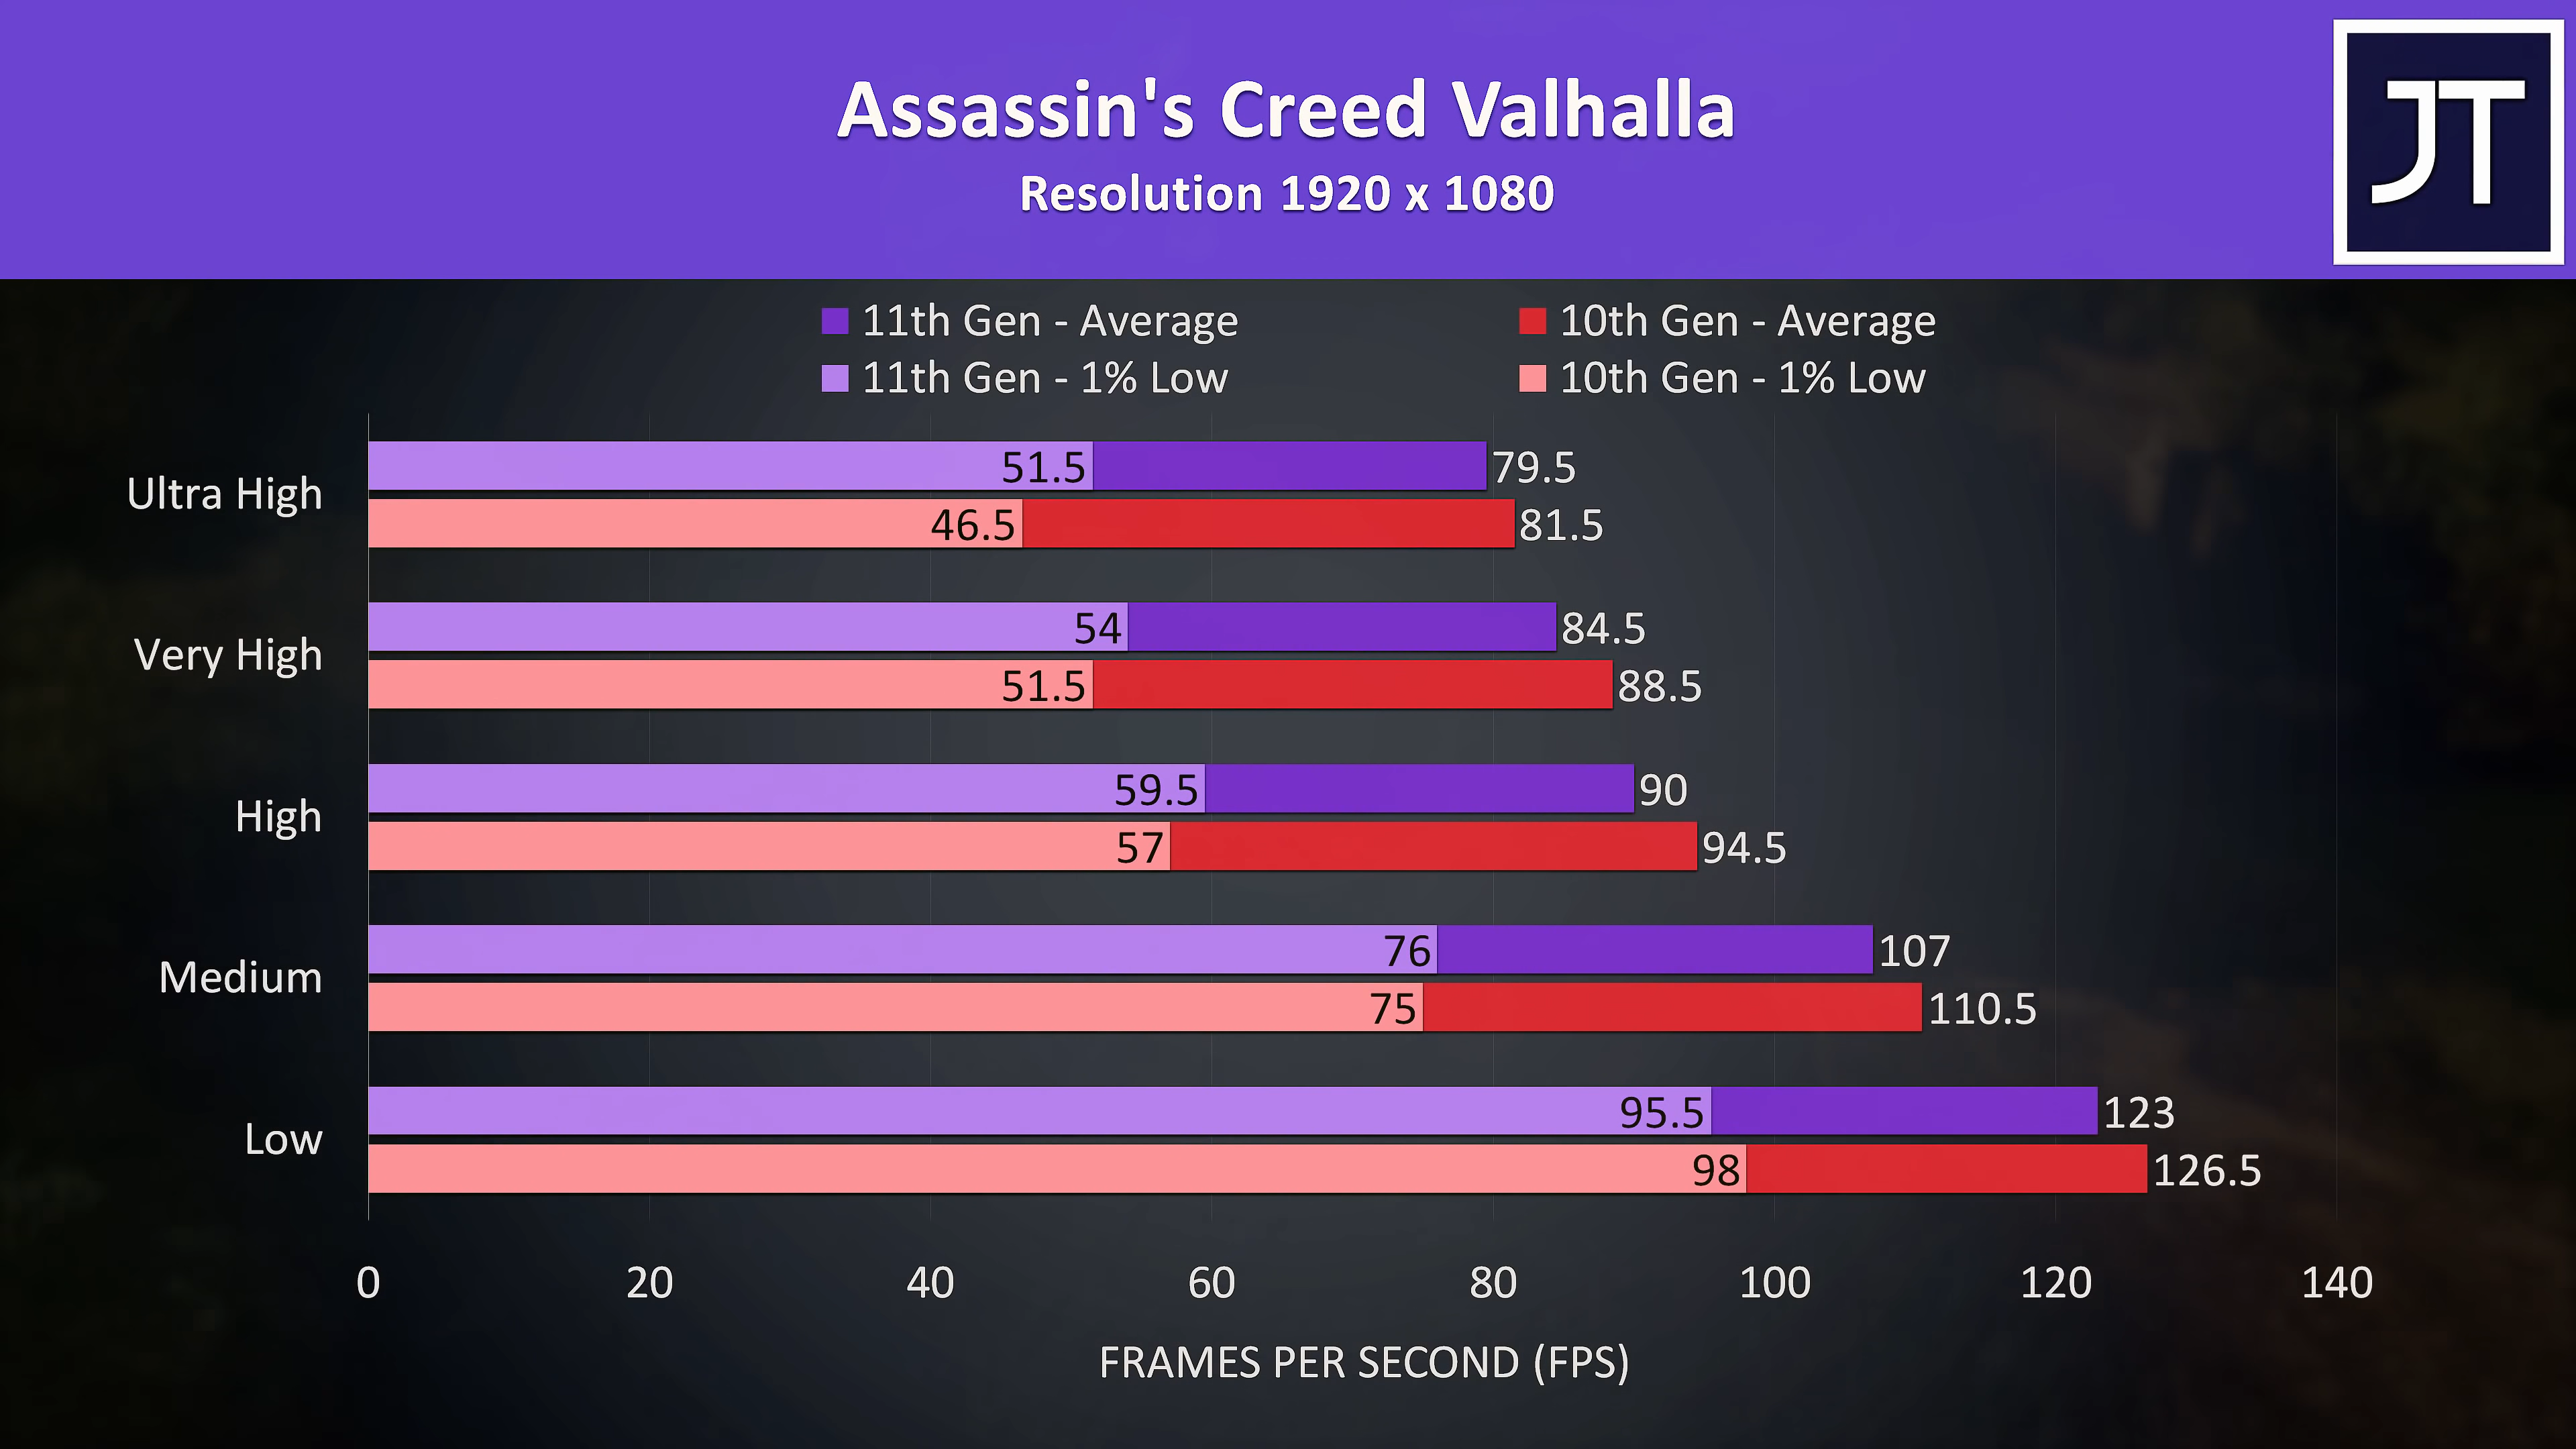 Assassin's Creed Valhalla
Resolution 1920 x 1080
JT
11th Gen - Average
10th Gen - Average
11th Gen - 1% Low
10th Gen - 1% Low
Ultra High
51.5
79.5
46.5
81.5
Very High
54
84.5
51.5
88.5
High
59.5
90
57
94.5
Medium
76
107
75
110.5
Low
95.5
123
98
126.5
0 20 40 60 80 100 120 140
FRAMES PER SECOND (FPS)